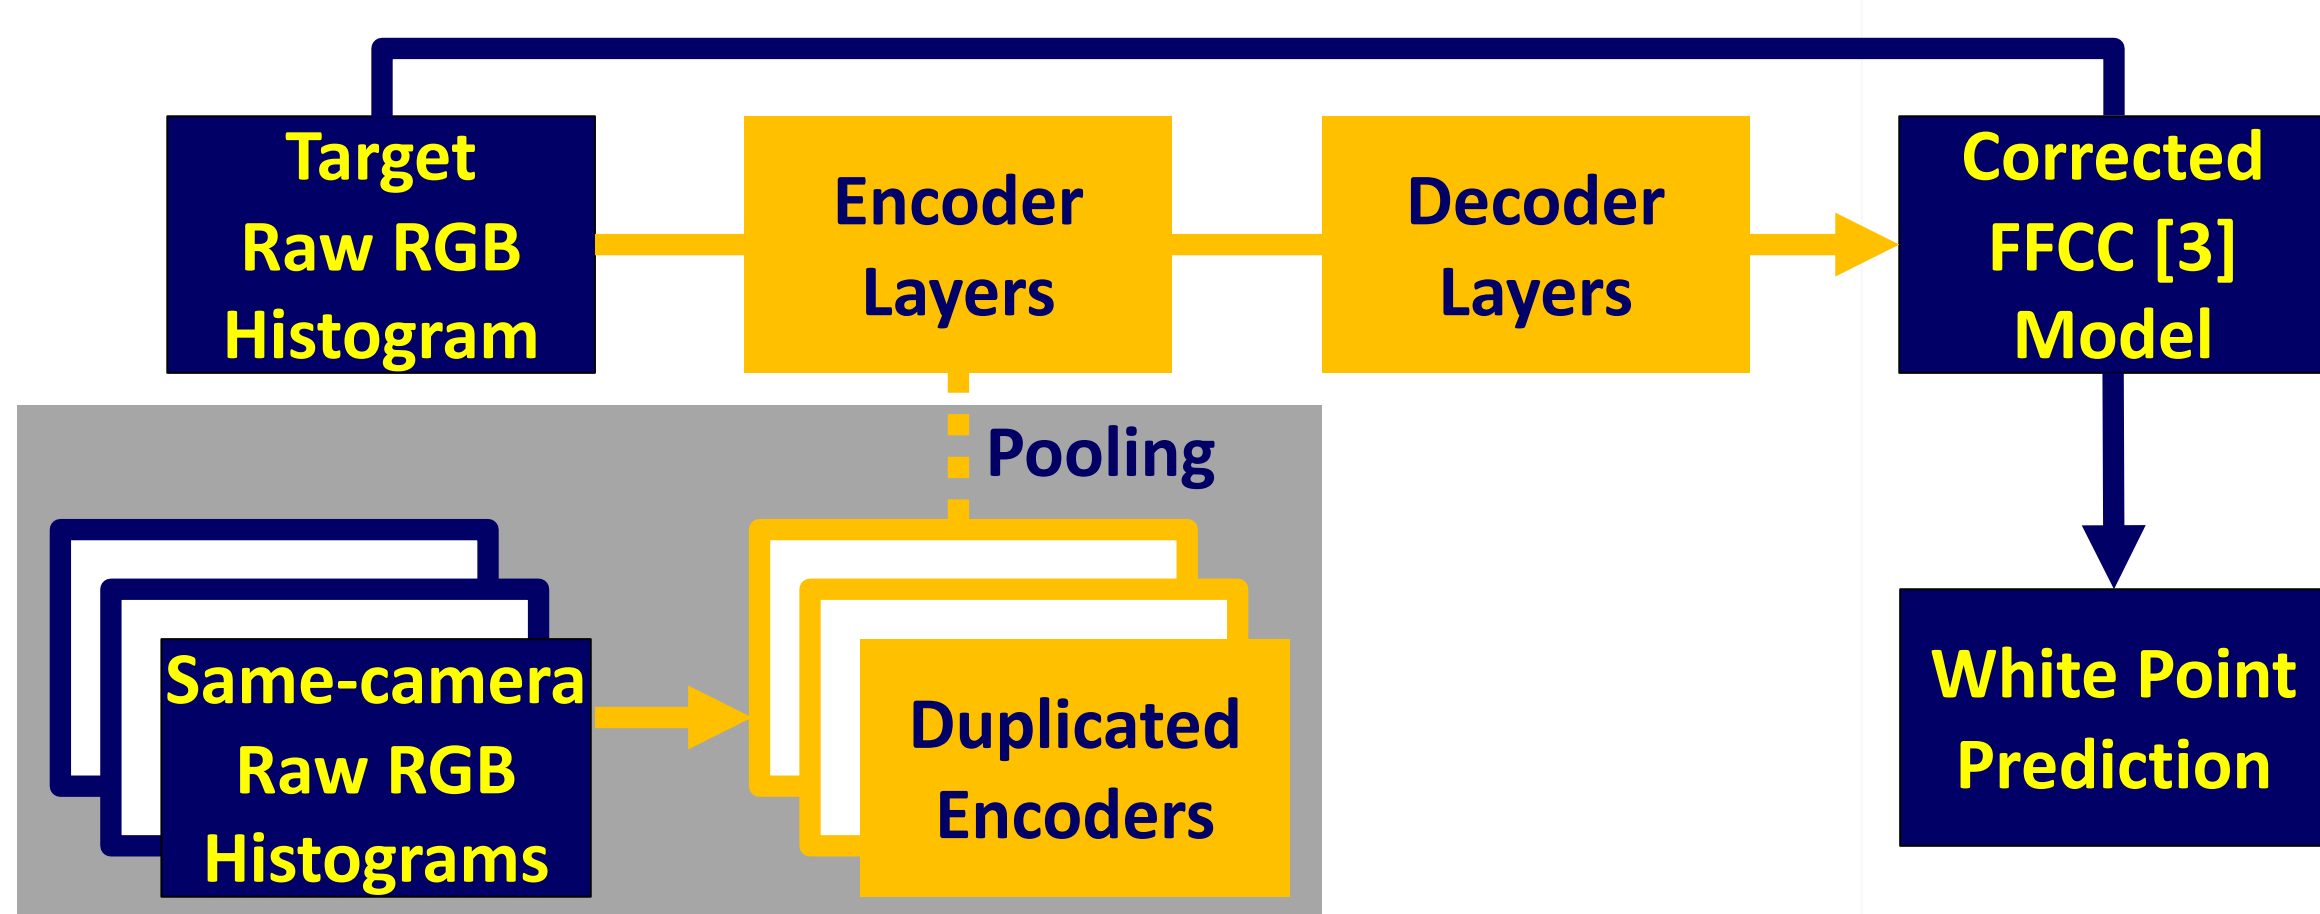 Target
Raw RGB
Histogram
Encoder
Layers
Decoder
Layers
Corrected
FFCC [3]
Model
Pooling
Same-camera
Raw RGB
Histograms
Duplicated
Encoders
White Point
Prediction